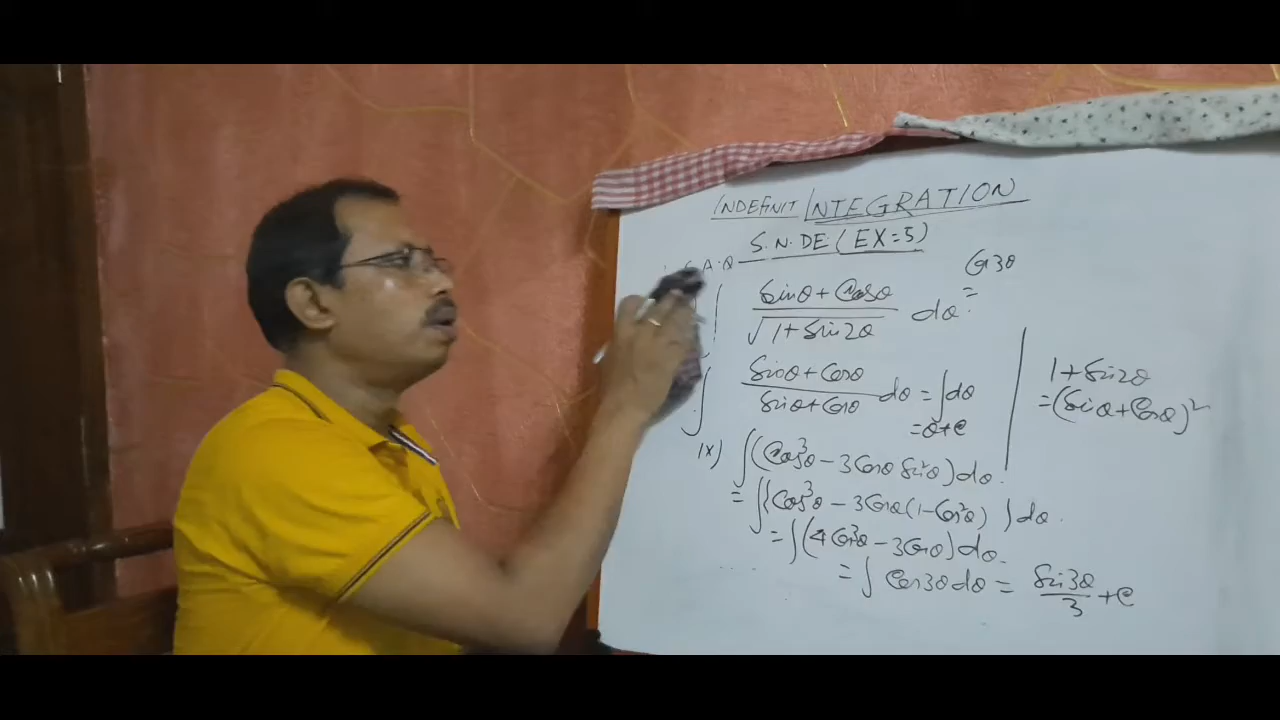 INDEFINIT INTEGRATION
S.N.DE (EX=5)
S.A.Q
Cos3θ
=
∫ (sinθ + Cosθ)/√(1+sin2θ) dθ
∫ (sinθ + Cosθ)/(sinθ + Cosθ) dθ = ∫dθ
= θ + c
1 + sin2θ
= (sinθ + Cosθ)²
IX) ∫(Cos³θ − 3Cosθ sin²θ)dθ.
= ∫{Cos³θ − 3Cosθ(1−Cos²θ) }dθ.
= ∫(4Cos³θ − 3Cosθ)dθ.
= ∫ Cos3θ dθ = sin3θ/3 + c